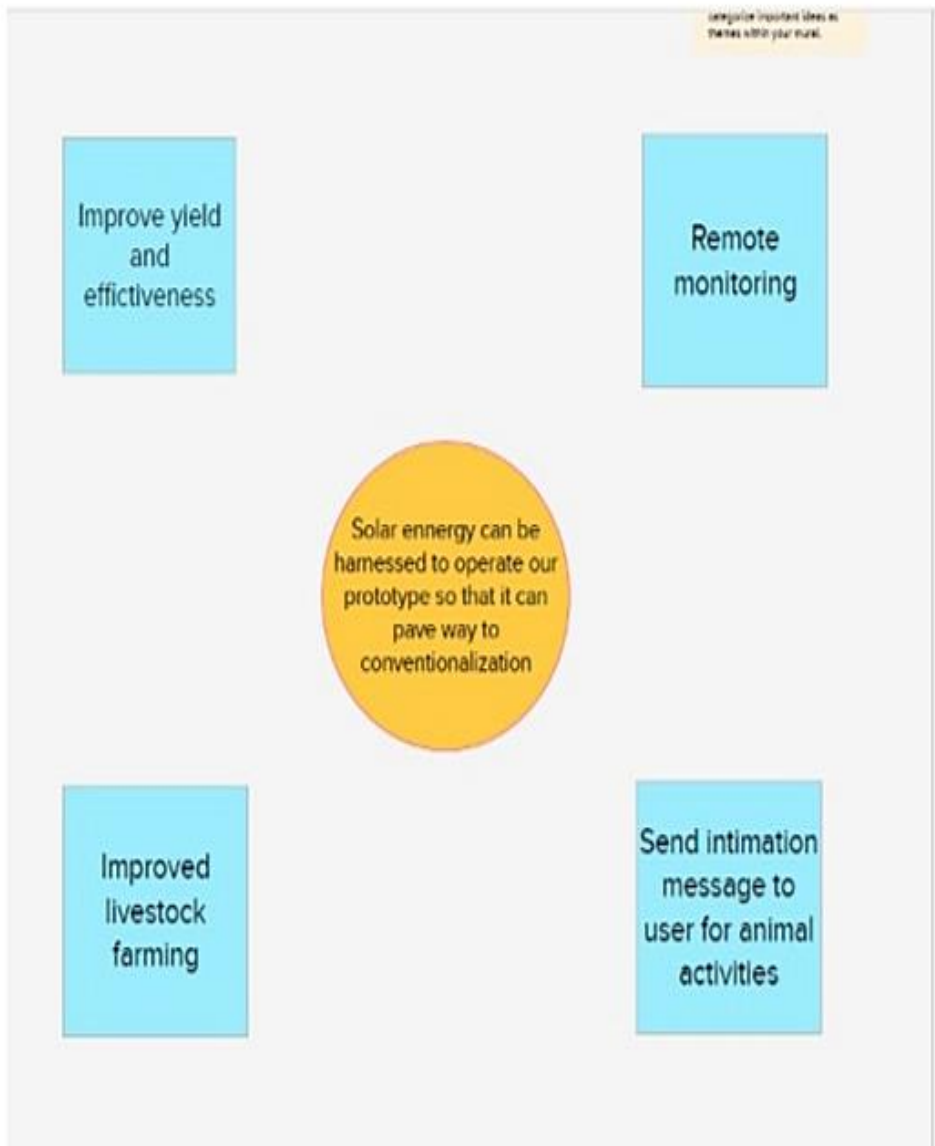 categorize important ideas as
themes within your mural.
Improve yield
and
effictiveness
Remote
monitoring
Solar ennergy can be
harnessed to operate our
prototype so that it can
pave way to
conventionalization
Improved
livestock
farming
Send intimation
message to
user for animal
activities